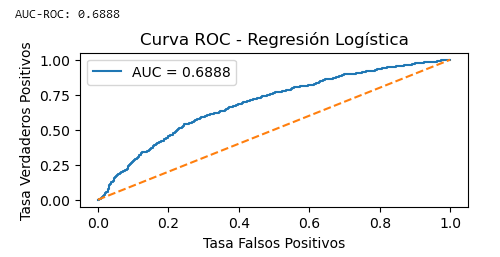 AUC-ROC: 0.6888
Curva ROC - Regresión Logística
AUC = 0.6888
Tasa Verdaderos Positivos
1.00
0.75
0.50
0.25
0.00
0.0 0.2 0.4 0.6 0.8 1.0
Tasa Falsos Positivos